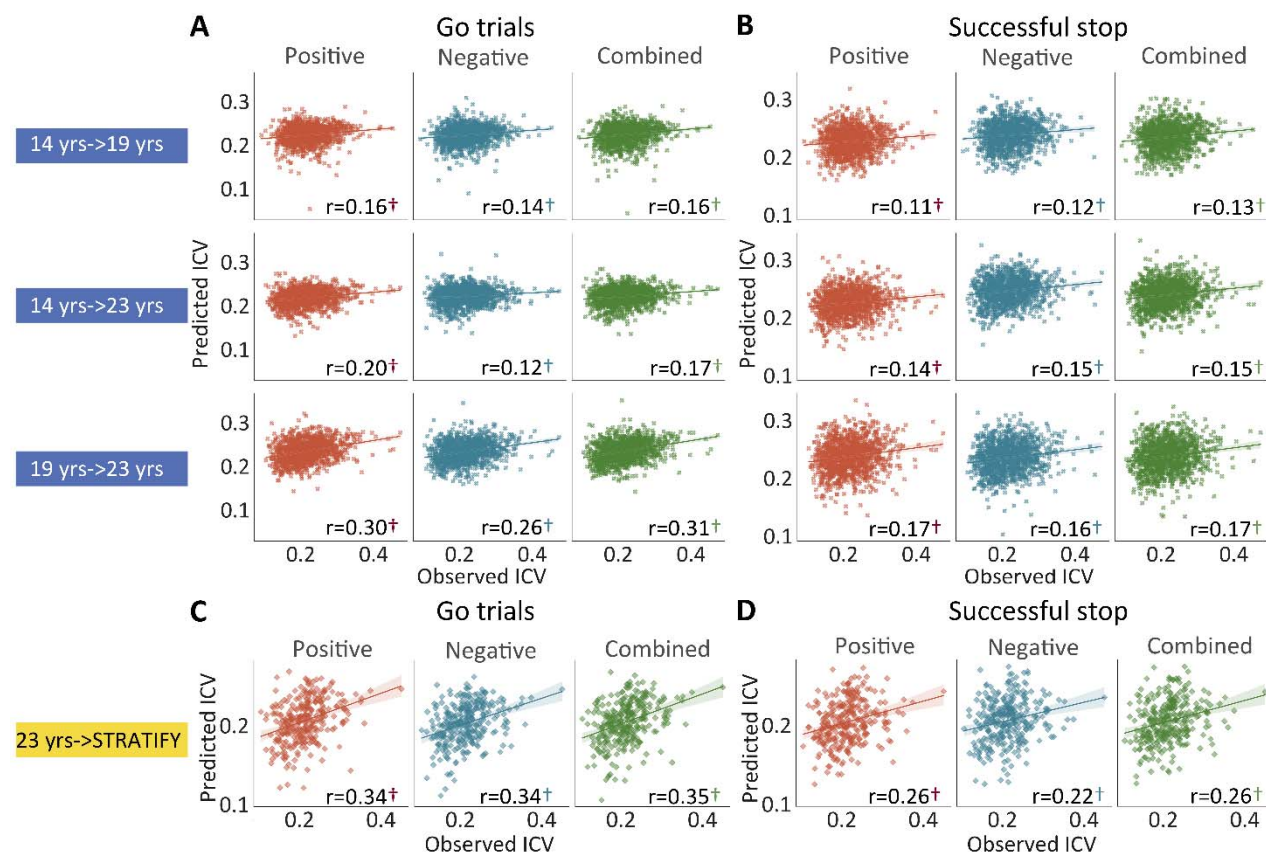 A Go trials B Successful stop
Positive Negative Combined Positive Negative Combined
14 yrs->19 yrs
0.3
0.2
0.1
r=0.16† r=0.14† r=0.16†
0.3
0.2
0.1
r=0.11† r=0.12† r=0.13†
14 yrs->23 yrs
Predicted ICV
0.3
0.2
0.1
r=0.20† r=0.12† r=0.17†
Predicted ICV
0.3
0.2
0.1
r=0.14† r=0.15† r=0.15†
19 yrs->23 yrs
0.3
0.2
0.1
r=0.30† r=0.26† r=0.31†
0.3
0.2
0.1
r=0.17† r=0.16† r=0.17†
0.2 0.4 0.2 0.4 0.2 0.4 0.2 0.4 0.2 0.4 0.2 0.4
Observed ICV Observed ICV
C Go trials D Successful stop
Positive Negative Combined Positive Negative Combined
23 yrs->STRATIFY
Predicted ICV
0.2
0.1
r=0.34† r=0.34† r=0.35†
Predicted ICV
0.2
0.1
r=0.26† r=0.22† r=0.26†
0.2 0.4 0.2 0.4 0.2 0.4 0.2 0.4 0.2 0.4 0.2 0.4
Observed ICV Observed ICV